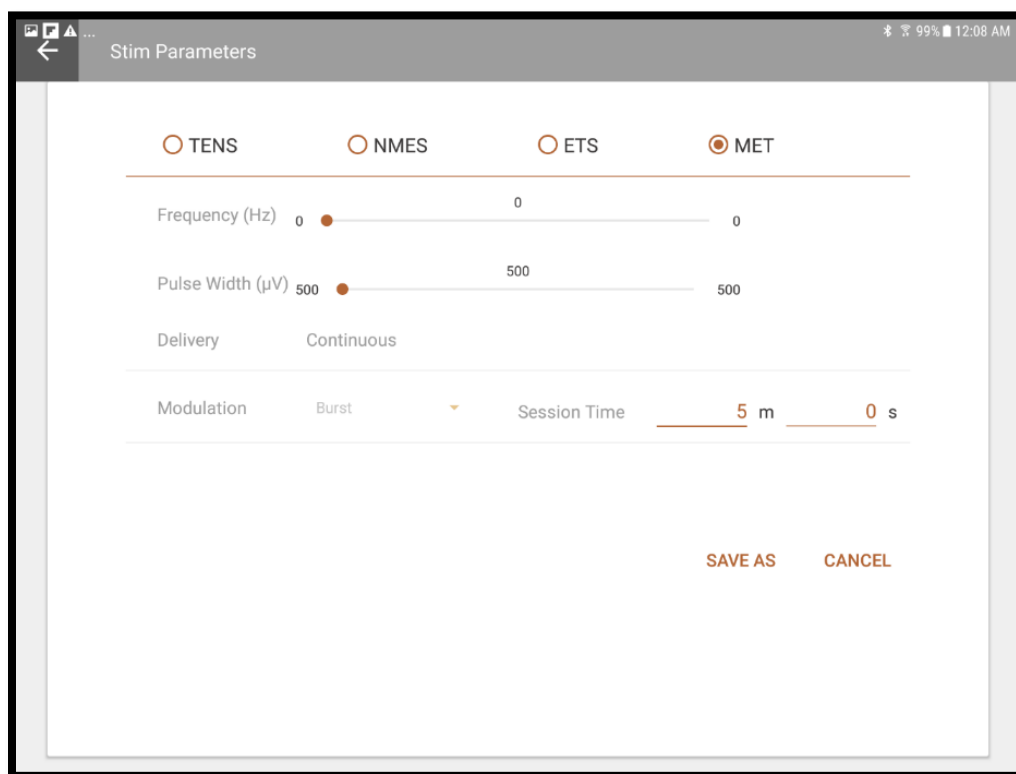 ... 99% 12:08 AM
Stim Parameters
TENS NMES ETS MET
0
Frequency (Hz) 0 0
500
Pulse Width (µV) 500 500
Delivery Continuous
Modulation Burst Session Time 5 m 0 s
SAVE AS CANCEL